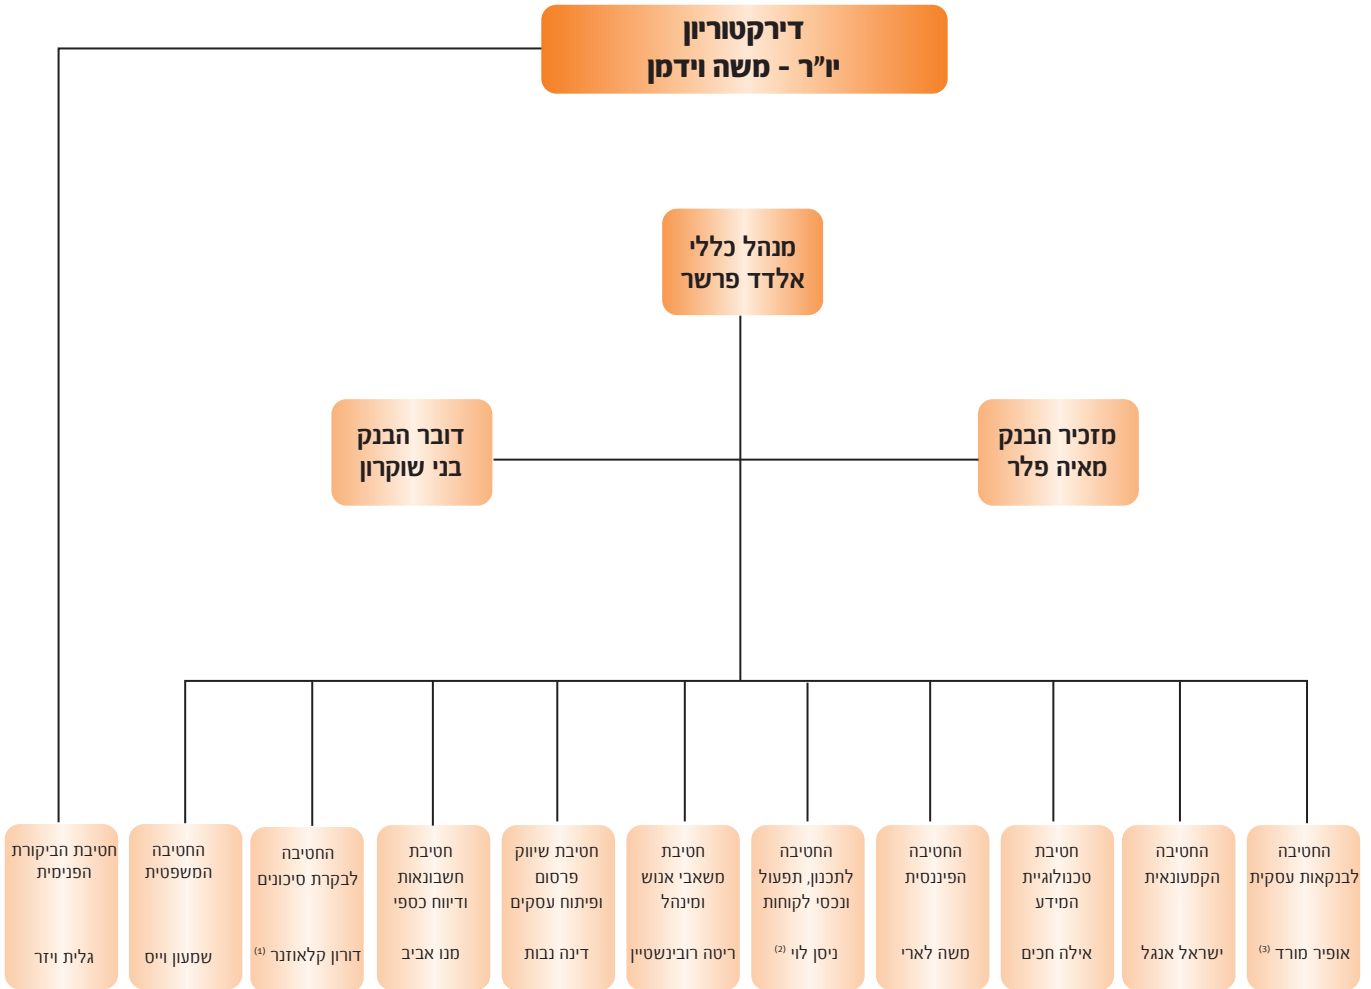 דירקטוריון
יו"ר - משה וידמן
מנהל כללי
אלדד פרשר
מזכיר הבנק
מאיה פלר
דובר הבנק
בני שוקרון
החטיבה
לבנקאות עסקית
אופיר מורד (3)
החטיבה
הקמעונאית
ישראל אנגל
חטיבת
טכנולוגיית
המידע
אילה חכים
החטיבה
הפיננסית
משה לארי
החטיבה
לתכנון, תפעול
ונכסי לקוחות
ניסן לוי (2)
חטיבת
משאבי אנוש
ומינהל
ריטה רובינשטיין
חטיבת שיווק
פרסום
ופיתוח עסקים
דינה נבות
חטיבת
חשבונאות
ודיווח כספי
מנו אביב
החטיבה
לבקרת סיכונים
דורון קלאוזנר (1)
החטיבה
המשפטית
שמעון וייס
חטיבת הביקורת
הפנימית
גלית ויזר